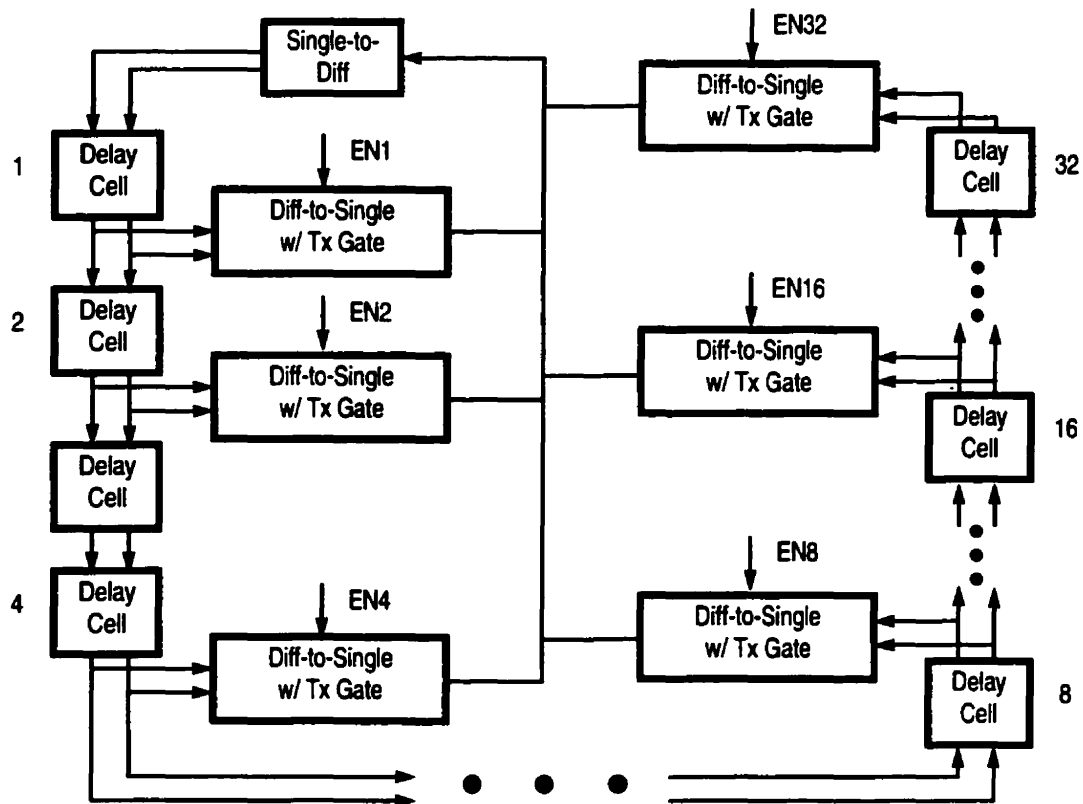 Single-to-
Diff
1
Delay
Cell
EN1
Diff-to-Single
w/ Tx Gate
2
Delay
Cell
EN2
Diff-to-Single
w/ Tx Gate
Delay
Cell
4
Delay
Cell
EN4
Diff-to-Single
w/ Tx Gate
EN32
Diff-to-Single
w/ Tx Gate
Delay
Cell
32
EN16
Diff-to-Single
w/ Tx Gate
Delay
Cell
16
EN8
Diff-to-Single
w/ Tx Gate
Delay
Cell
8